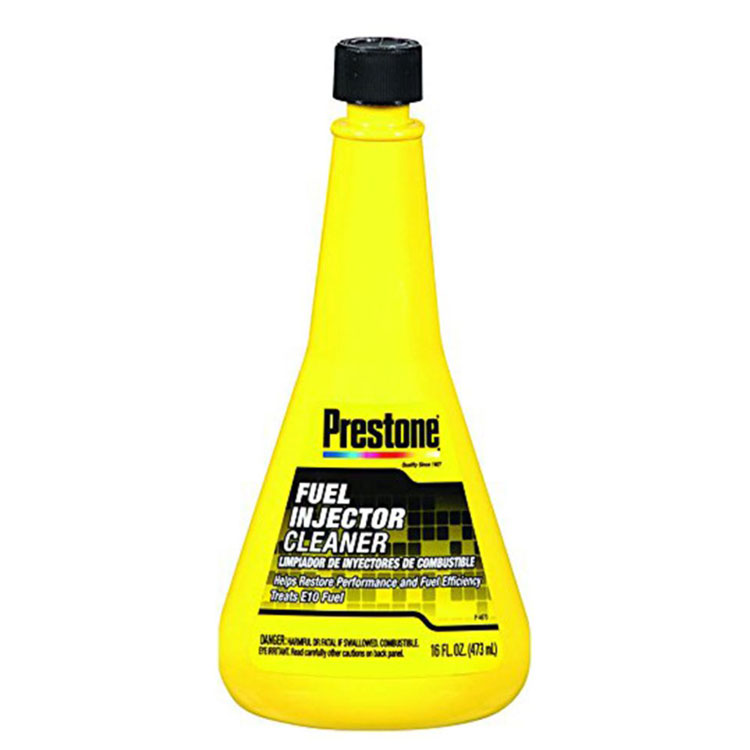 Prestone
Quality Since 1927
FUEL
INJECTOR
CLEANER
LIMPIADOR DE INYECTORES DE COMBUSTIBLE
Helps Restore Performance and Fuel Efficiency
Treats E10 Fuel
DANGER: HARMFUL OR FATAL IF SWALLOWED. COMBUSTIBLE.
EYE IRRITANT. Read carefully other cautions on back panel.
16 FL. OZ. (473 mL)